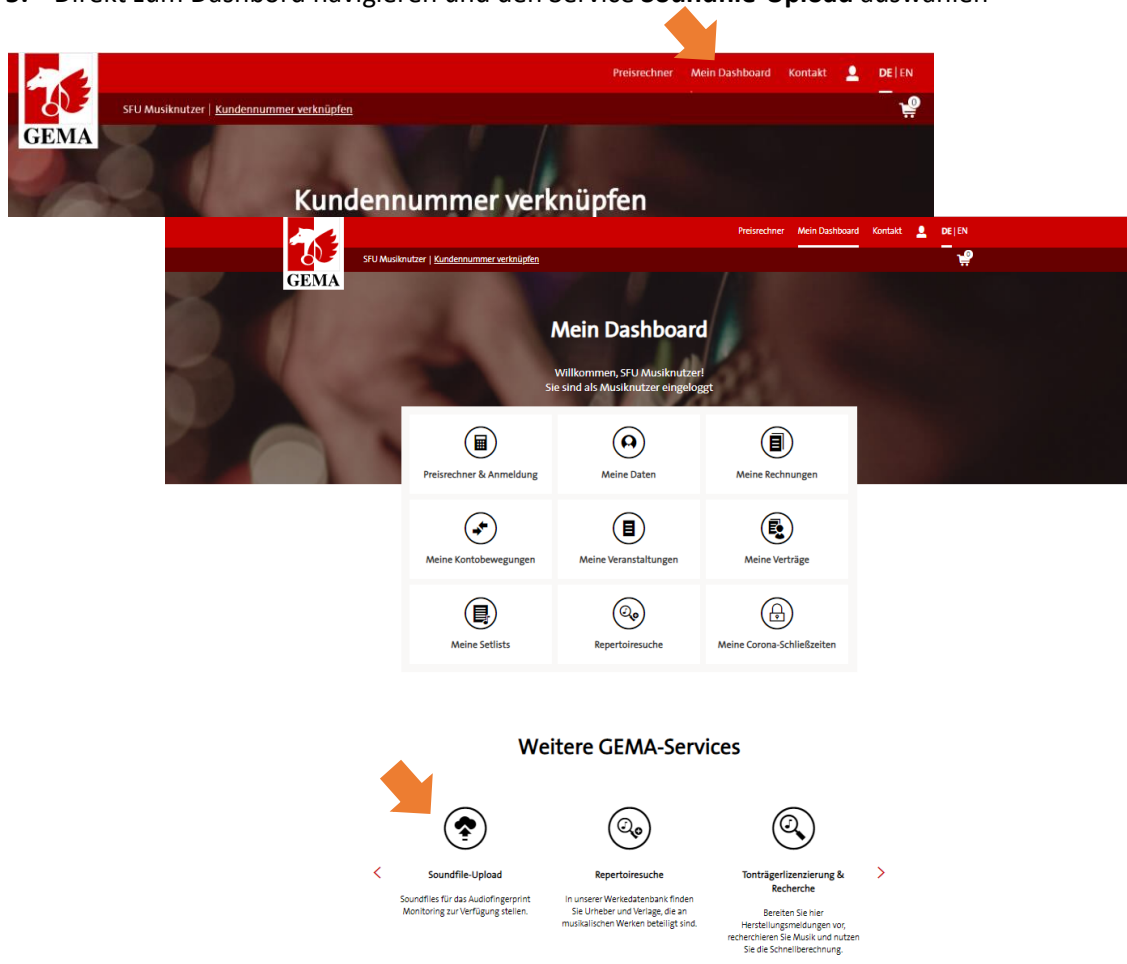 Direkt zum Dashbord navigieren und den Service Soundfile-Upload auswählen
Preisrechner Mein Dashboard Kontakt DE | EN
SFU Musiknutzer | Kundennummer verknüpfen
0
GEMA
Kundennummer verknüpfen
Preisrechner Mein Dashboard Kontakt DE | EN
SFU Musiknutzer | Kundennummer verknüpfen
0
GEMA
Mein Dashboard
Willkommen, SFU Musiknutzer!
Sie sind als Musiknutzer eingeloggt
Preisrechner & Anmeldung
Meine Daten
Meine Rechnungen
Meine Kontobewegungen
Meine Veranstaltungen
Meine Verträge
Meine Setlists
Repertoiresuche
Meine Corona-Schließzeiten
Weitere GEMA-Services
Soundfile-Upload
Soundfiles für das Audiofingerprint
Monitoring zur Verfügung stellen.
Repertoiresuche
In unserer Werkedatenbank finden
Sie Urheber und Verlage, die an
musikalischen Werken beteiligt sind.
Tonträgerlizenzierung &
Recherche
Bereiten Sie hier
Herstellungsmeldungen vor,
recherchieren Sie Musik und nutzen
Sie die Schnellberechnung.